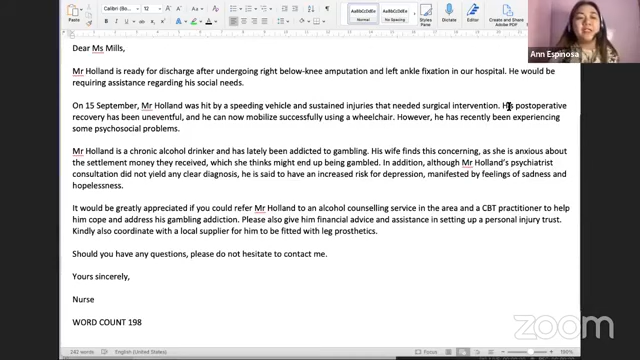 Calibri (Bo...
12
AaBbCcDdEe
Normal
AaBbCcDdEe
No Spacing
Styles
Pane
Dictate
Editor
Ann Espinosa
Dear Ms Mills,
Mr Holland is ready for discharge after undergoing right below-knee amputation and left ankle fixation in our hospital. He would be
requiring assistance regarding his social needs.
On 15 September, Mr Holland was hit by a speeding vehicle and sustained injuries that needed surgical intervention. His postoperative
recovery has been uneventful, and he can now mobilize successfully using a wheelchair. However, he has recently been experiencing
some psychosocial problems.
Mr Holland is a chronic alcohol drinker and has lately been addicted to gambling. His wife finds this concerning, as she is anxious about
the settlement money they received, which she thinks might end up being gambled. In addition, although Mr Holland's psychiatrist
consultation did not yield any clear diagnosis, he is said to have an increased risk for depression, manifested by feelings of sadness and
hopelessness.
It would be greatly appreciated if you could refer Mr Holland to an alcohol counselling service in the area and a CBT practitioner to help
him cope and address his gambling addiction. Please also give him financial advice and assistance in setting up a personal injury trust.
Kindly also coordinate with a local supplier for him to be fitted with leg prosthetics.
Should you have any questions, please do not hesitate to contact me.
Yours sincerely,
Nurse
WORD COUNT 198
zoom
242 words
English (United States)
Focus
180%